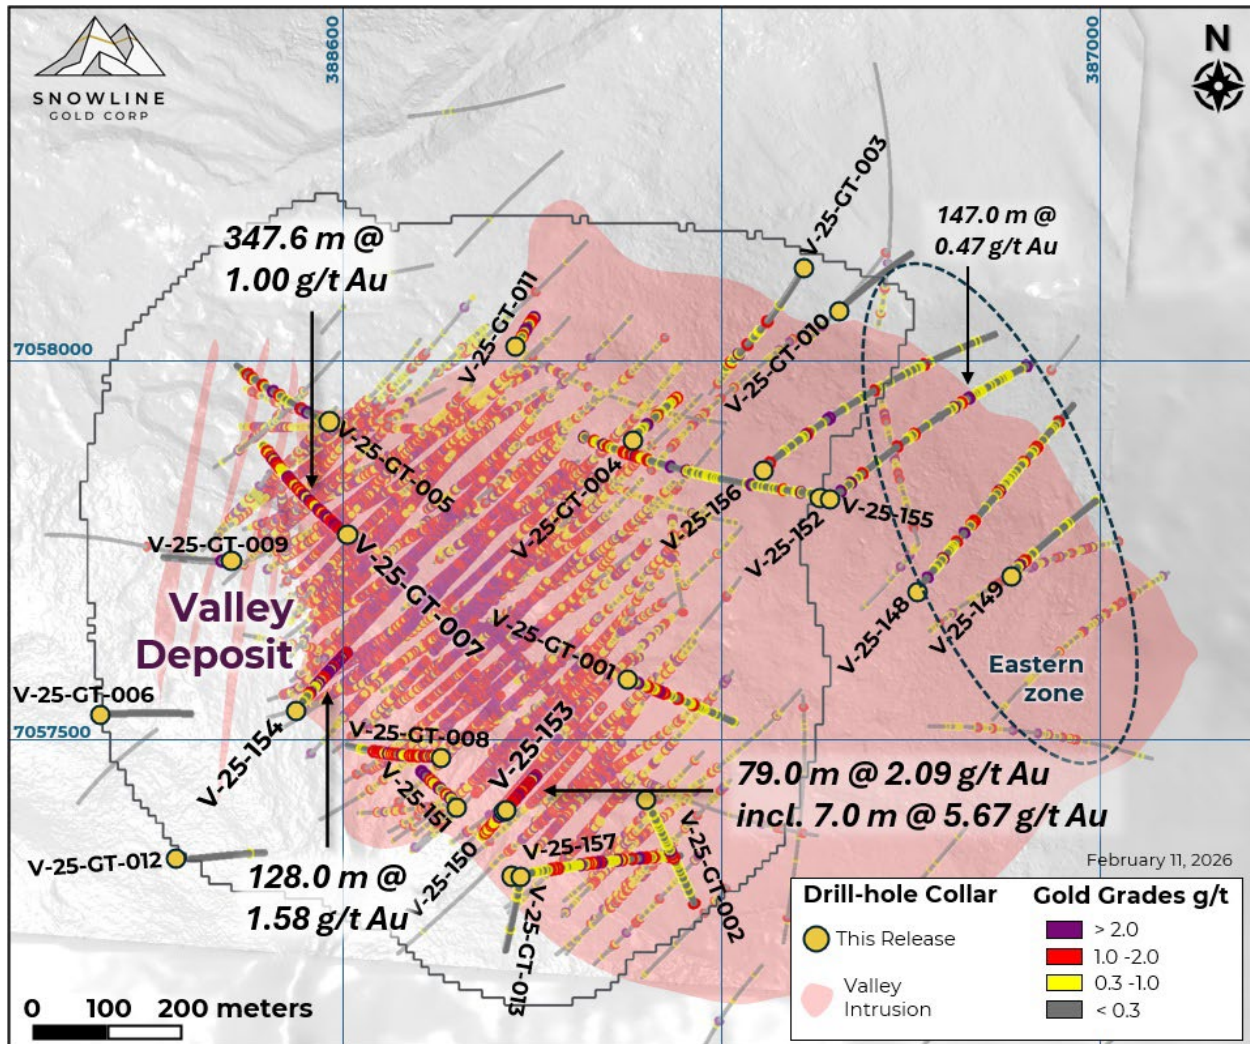 SNOWLINE
GOLD CORP
388600
387000
N
7058000
7057500
347.6 m @
1.00 g/t Au
147.0 m @
0.47 g/t Au
V-25-GT-003
V-25-GT-011
V-25-GT-010
V-25-GT-005
V-25-GT-004
V-25-156
V-25-155
V-25-152
V-25-GT-009
V-25-GT-007
V-25-148
V-25-149
Valley
Deposit
V-25-GT-001
Eastern
zone
V-25-GT-006
V-25-154
V-25-GT-008
V-25-153
V-25-151
79.0 m @ 2.09 g/t Au
incl. 7.0 m @ 5.67 g/t Au
V-25-150
V-25-157
V-25-GT-002
V-25-GT-012
V-25-GT-013
128.0 m @
1.58 g/t Au
February 11, 2026
Drill-hole Collar
This Release
Valley
Intrusion
Gold Grades g/t
> 2.0
1.0 -2.0
0.3 -1.0
< 0.3
0 100 200 meters